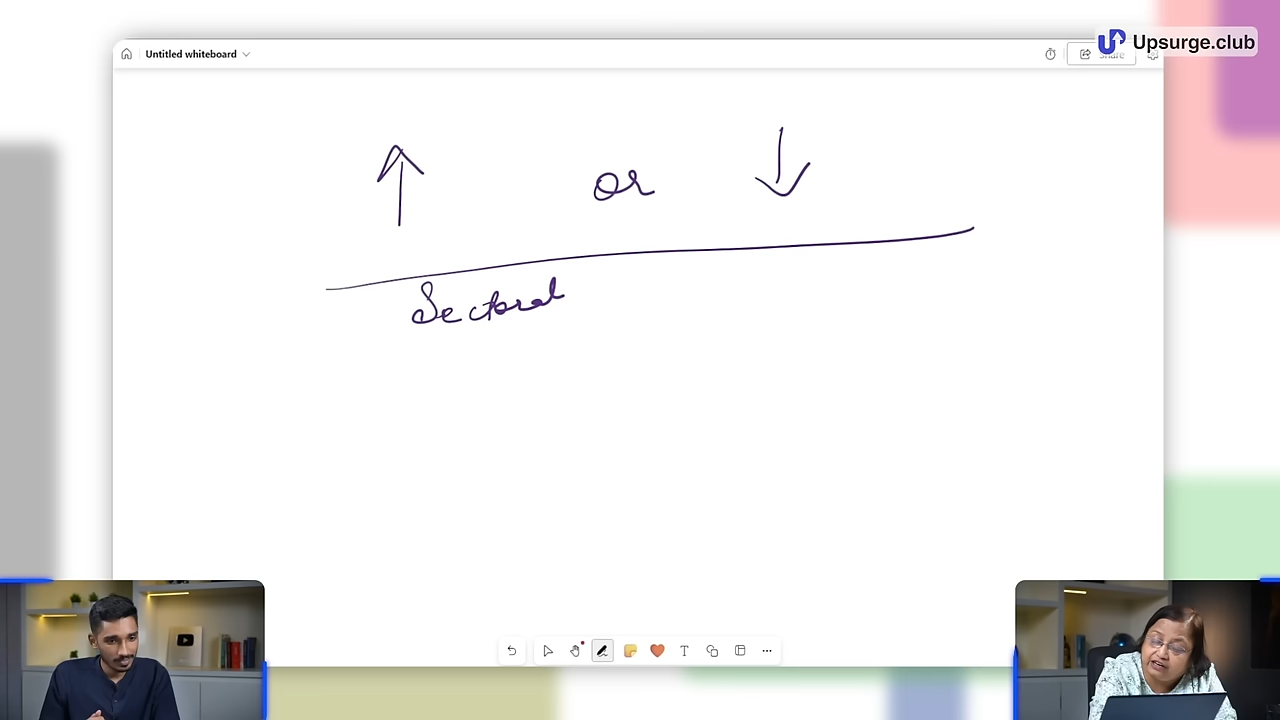 Untitled whiteboard
Upsurge.club
or
Sectoral
T